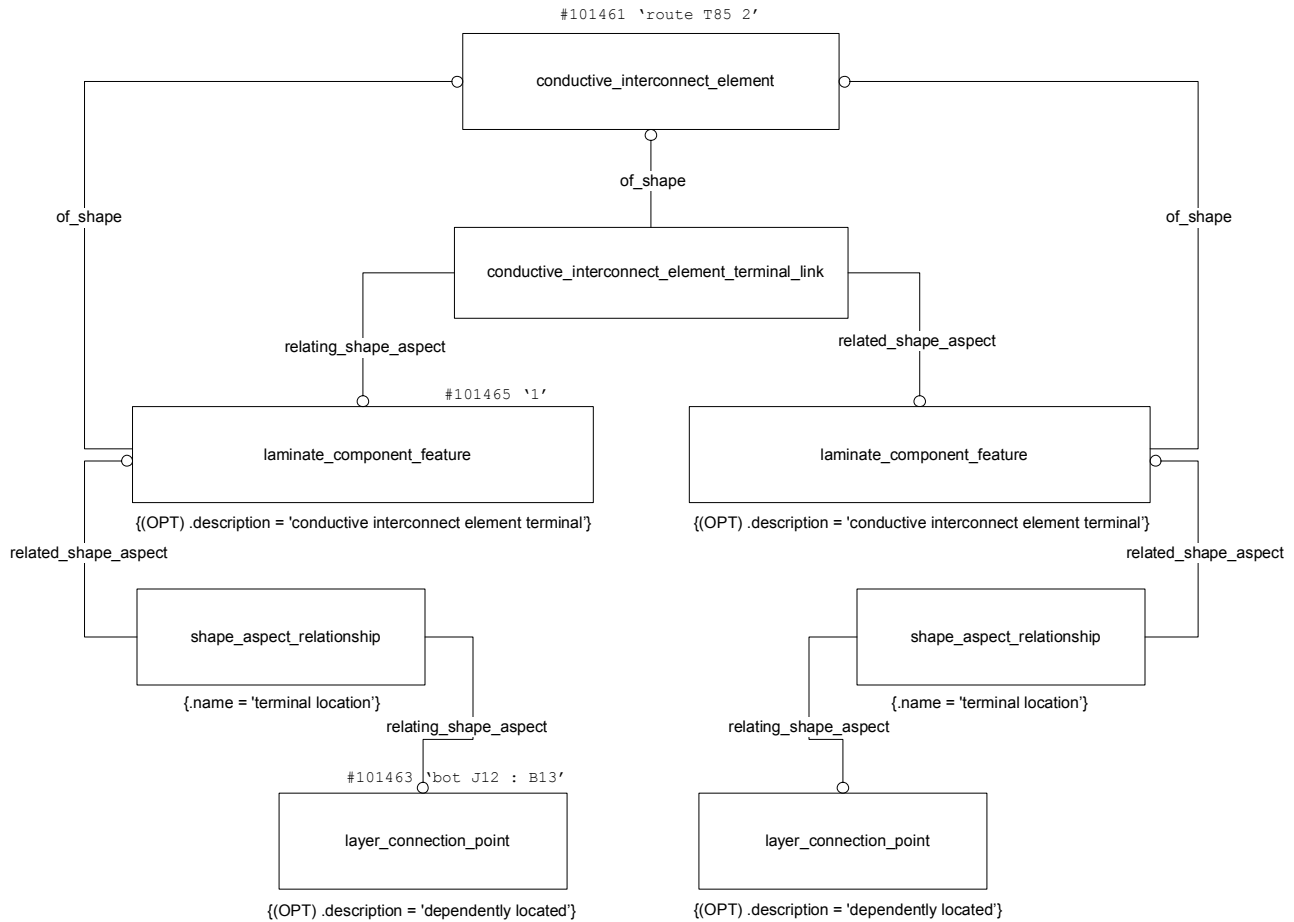 #101461 ‘route T85 2’
conductive_interconnect_element
of_shape
of_shape
of_shape
conductive_interconnect_element_terminal_link
relating_shape_aspect
related_shape_aspect
#101465 ‘1’
laminate_component_feature
laminate_component_feature
{(OPT) .description = 'conductive interconnect element terminal'}
{(OPT) .description = 'conductive interconnect element terminal'}
related_shape_aspect
related_shape_aspect
shape_aspect_relationship
shape_aspect_relationship
{.name = 'terminal location’}
{.name = 'terminal location’}
relating_shape_aspect
relating_shape_aspect
#101463 ‘bot J12 : B13’
layer_connection_point
layer_connection_point
{(OPT) .description = 'dependently located’}
{(OPT) .description = 'dependently located’}